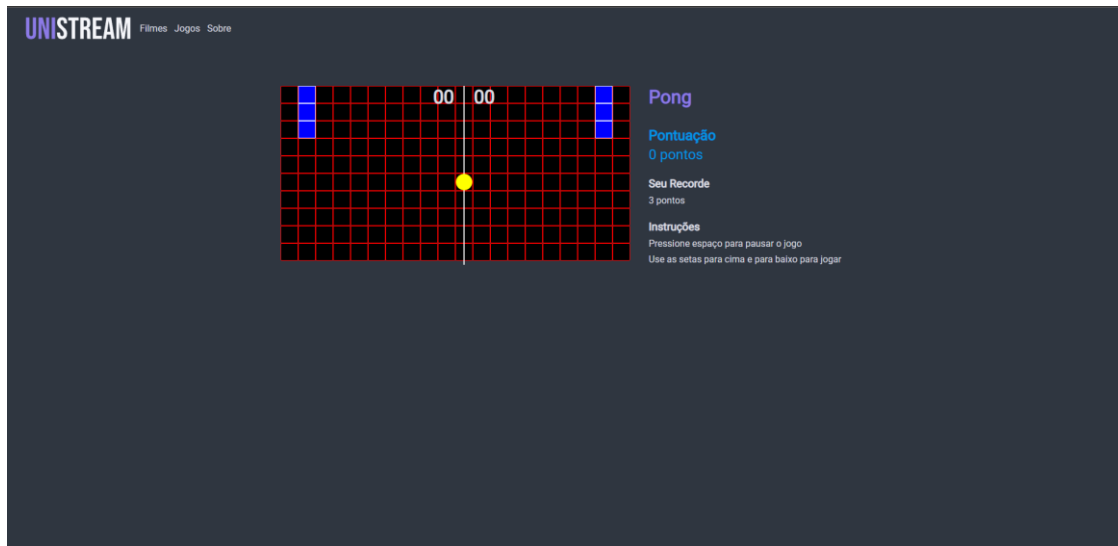 UNISTREAM Filmes Jogos Sobre
00 00
Pong
Pontuação
0 pontos
Seu Recorde
3 pontos
Instruções
Pressione espaço para pausar o jogo
Use as setas para cima e para baixo para jogar